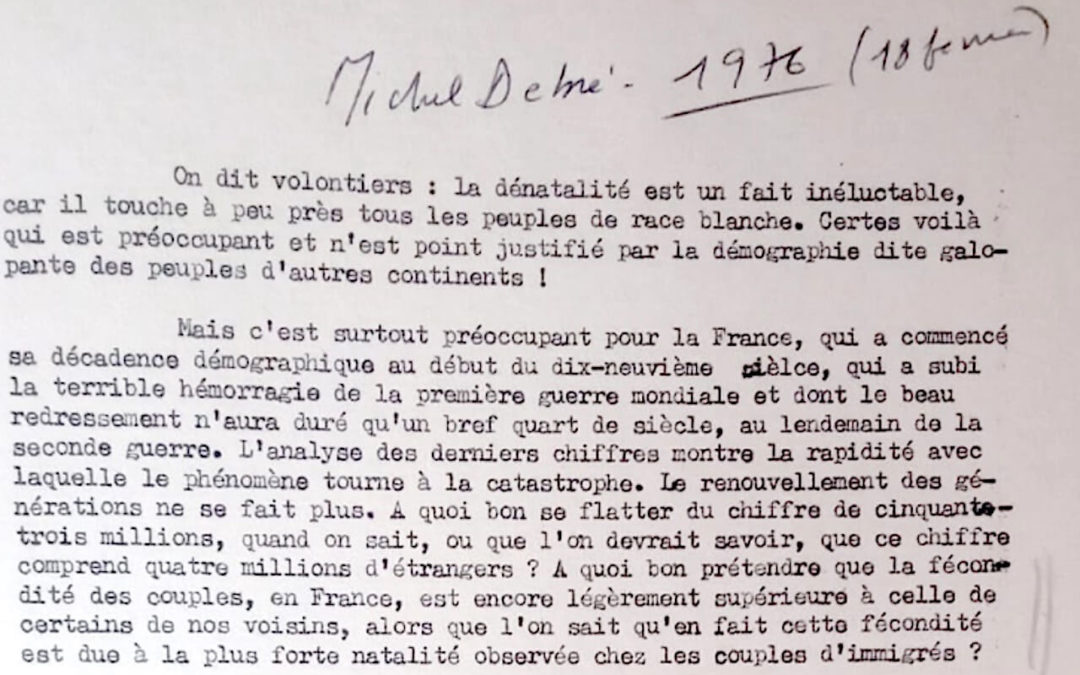 Michel Debré - 1976 (18 février)
On dit volontiers : la dénatalité est un fait inéluctable,
car il touche à peu près tous les peuples de race blanche. Certes voilà
qui est préoccupant et n'est point justifié par la démographie dite galo-
pante des peuples d'autres continents !
Mais c'est surtout préoccupant pour la France, qui a commencé
sa décadence démographique au début du dix-neuvième sièlce, qui a subi
la terrible hémorragie de la première guerre mondiale et dont le beau
redressement n'aura duré qu'un bref quart de siècle, au lendemain de la
seconde guerre. L'analyse des derniers chiffres montre la rapidité avec
laquelle le phénomène tourne à la catastrophe. Le renouvellement des gé-
nérations ne se fait plus. A quoi bon se flatter du chiffre de cinquante-
trois millions, quand on sait, ou que l'on devrait savoir, que ce chiffre
comprend quatre millions d'étrangers ? A quoi bon prétendre que la fécon-
dité des couples, en France, est encore légèrement supérieure à celle de
certains de nos voisins, alors que l'on sait qu'en fait cette fécondité
est due à la plus forte natalité observée chez les couples d'immigrés ?